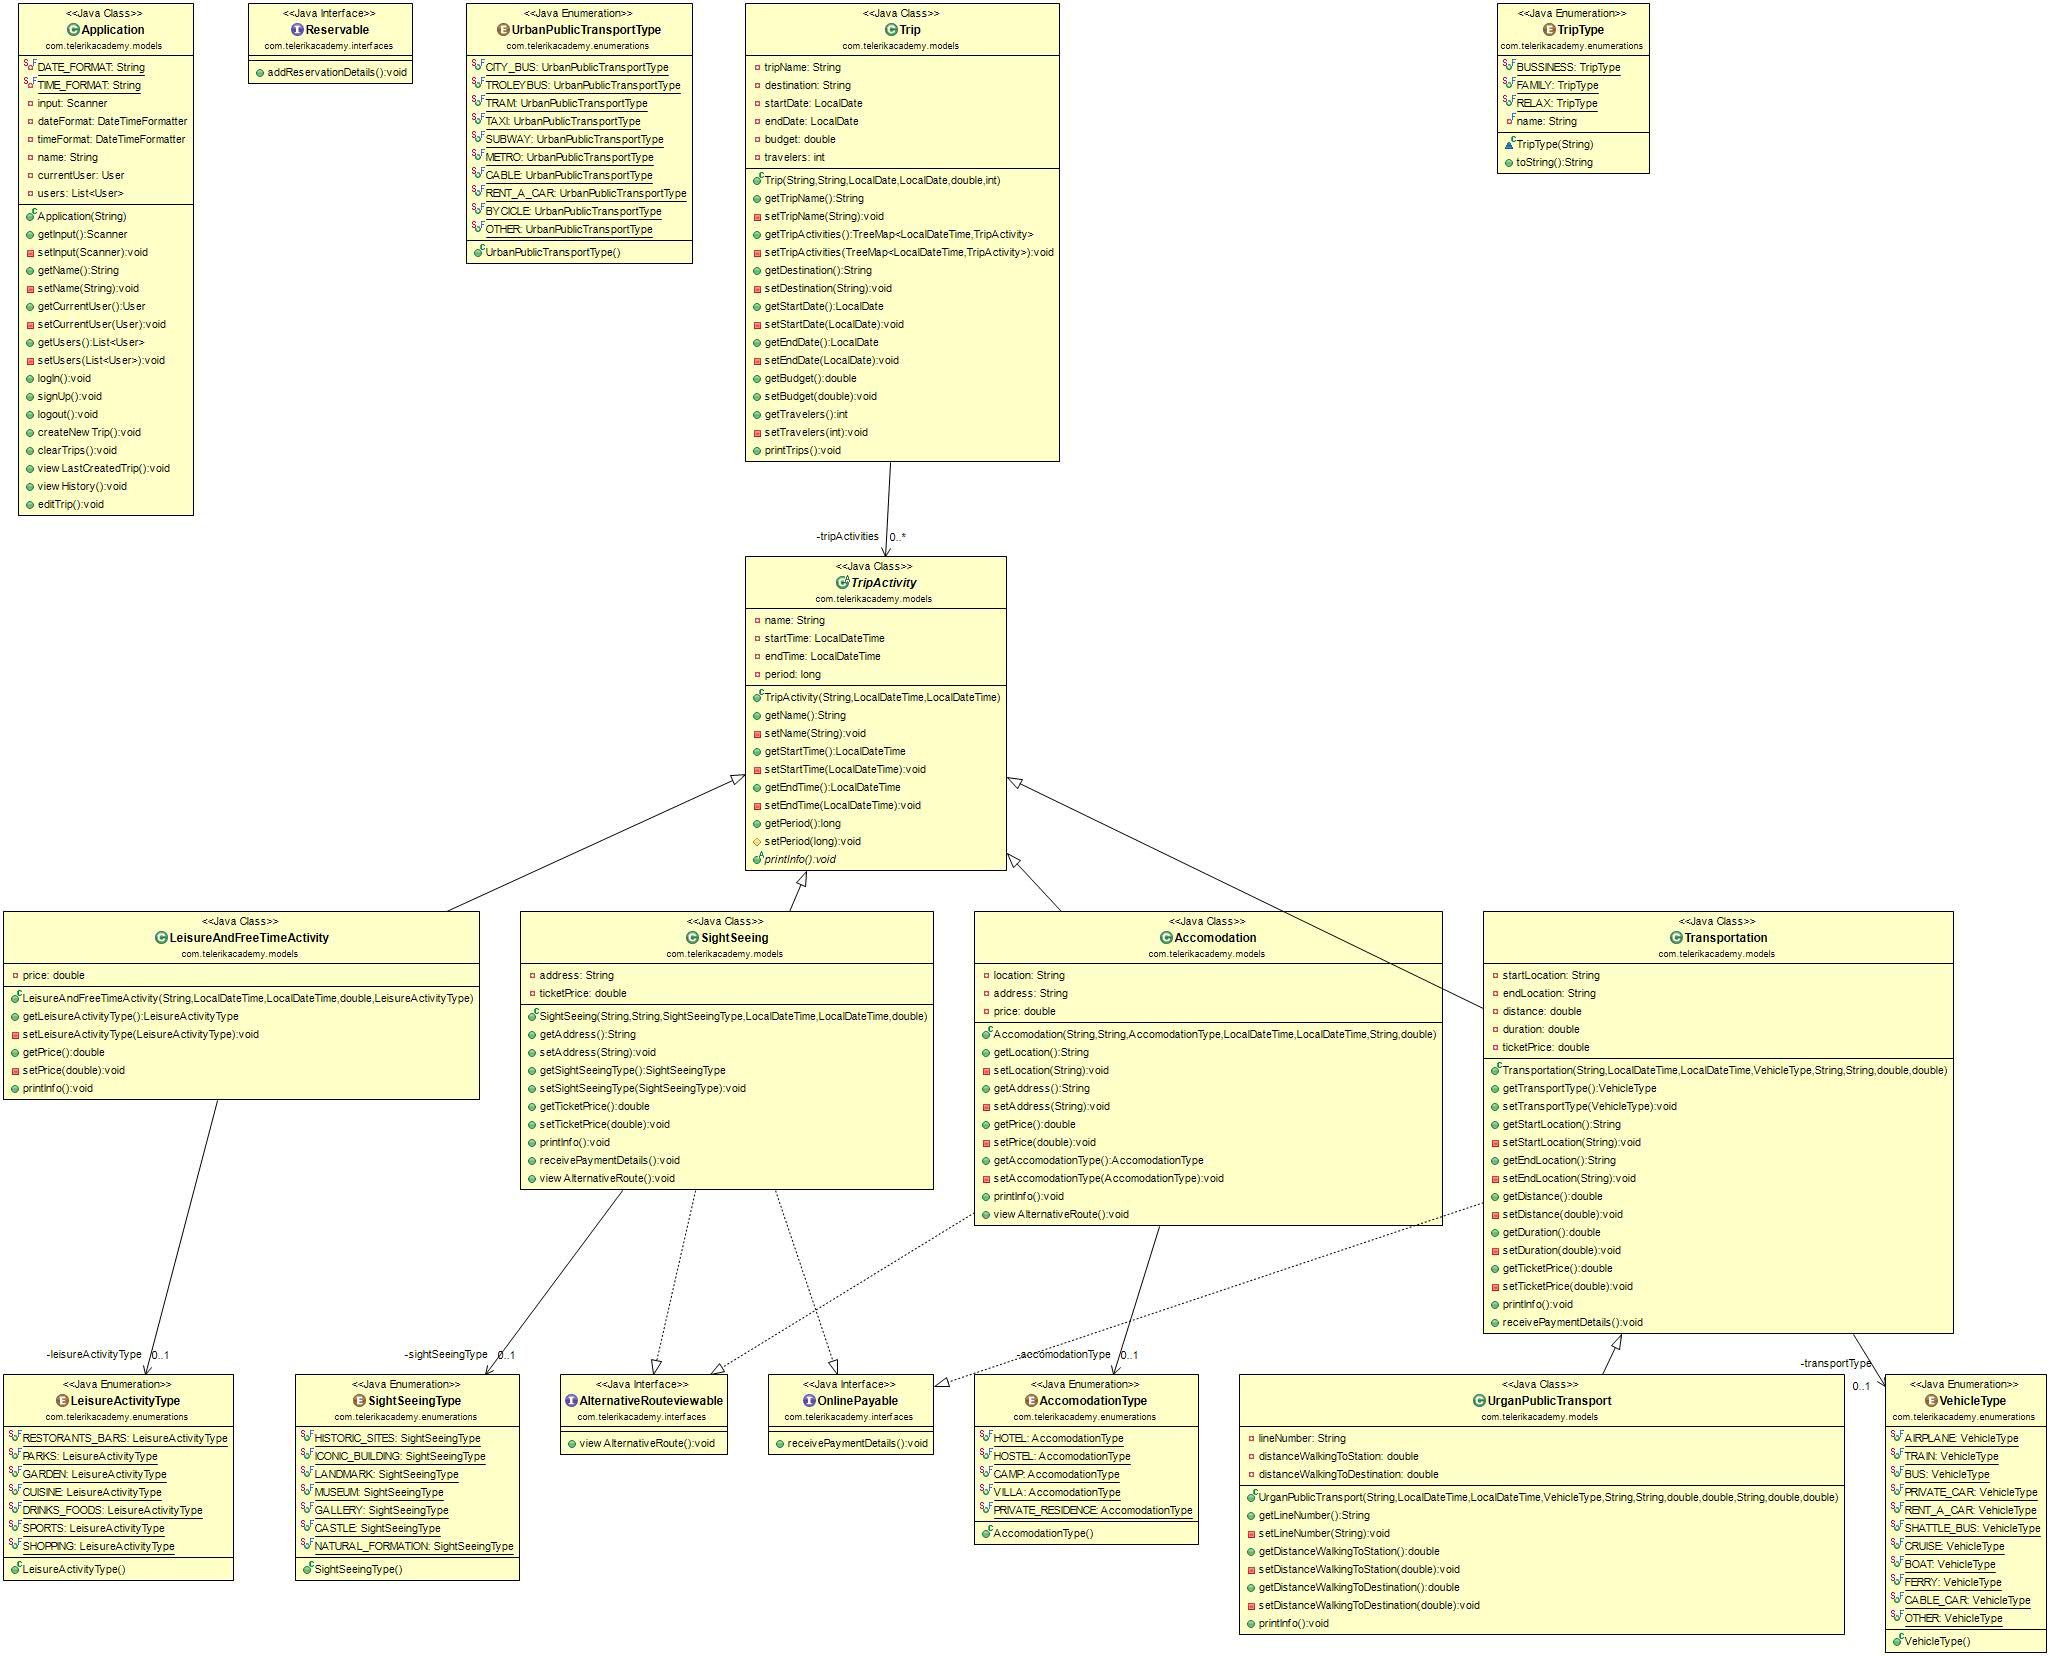 <<Java Class>>
Application
com.telerikacademy.models
DATE_FORMAT: String
TIME_FORMAT: String
input: Scanner
dateFormat: DateTimeFormatter
timeFormat: DateTimeFormatter
name: String
currentUser: User
users: List<User>
Application(String)
getInput():Scanner
setInput(Scanner):void
getName():String
setName(String):void
getCurrentUser():User
setCurrentUser(User):void
getUsers():List<User>
setUsers(List<User>):void
logIn():void
signUp():void
logout():void
createNewTrip():void
clearTrips():void
viewLastCreatedTrip():void
viewHistory():void
editTrip():void
<<Java Interface>>
Reservable
com.telerikacademy.interfaces
addReservationDetails():void
<<Java Enumeration>>
UrbanPublicTransportType
com.telerikacademy.enumerations
CITY_BUS: UrbanPublicTransportType
TROLEYBUS: UrbanPublicTransportType
TRAM: UrbanPublicTransportType
TAXI: UrbanPublicTransportType
SUBWAY: UrbanPublicTransportType
METRO: UrbanPublicTransportType
CABLE: UrbanPublicTransportType
RENT_A_CAR: UrbanPublicTransportType
BYCICLE: UrbanPublicTransportType
OTHER: UrbanPublicTransportType
UrbanPublicTransportType()
<<Java Class>>
Trip
com.telerikacademy.models
tripName: String
destination: String
startDate: LocalDate
endDate: LocalDate
budget: double
travelers: int
Trip(String,String,LocalDate,LocalDate,double,int)
getTripName():String
setTripName(String):void
getTripActivities():TreeMap<LocalDateTime,TripActivity>
setTripActivities(TreeMap<LocalDateTime,TripActivity>):void
getDestination():String
setDestination(String):void
getStartDate():LocalDate
setStartDate(LocalDate):void
getEndDate():LocalDate
setEndDate(LocalDate):void
getBudget():double
setBudget(double):void
getTravelers():int
setTravelers(int):void
printTrips():void
<<Java Enumeration>>
TripType
com.telerikacademy.enumerations
BUSSINESS: TripType
FAMILY: TripType
RELAX: TripType
name: String
TripType(String)
toString():String
-tripActivities 0..*
<<Java Class>>
TripActivity
com.telerikacademy.models
name: String
startTime: LocalDateTime
endTime: LocalDateTime
period: long
TripActivity(String,LocalDateTime,LocalDateTime)
getName():String
setName(String):void
getStartTime():LocalDateTime
setStartTime(LocalDateTime):void
getEndTime():LocalDateTime
setEndTime(LocalDateTime):void
getPeriod():long
setPeriod(long):void
printInfo():void
<<Java Class>>
LeisureAndFreeTimeActivity
com.telerikacademy.models
price: double
LeisureAndFreeTimeActivity(String,LocalDateTime,LocalDateTime,double,LeisureActivityType)
getLeisureActivityType():LeisureActivityType
setLeisureActivityType(LeisureActivityType):void
getPrice():double
setPrice(double):void
printInfo():void
<<Java Class>>
SightSeeing
com.telerikacademy.models
address: String
ticketPrice: double
SightSeeing(String,String,SightSeeingType,LocalDateTime,LocalDateTime,double)
getAddress():String
setAddress(String):void
getSightSeeingType():SightSeeingType
setSightSeeingType(SightSeeingType):void
getTicketPrice():double
setTicketPrice(double):void
printInfo():void
receivePaymentDetails():void
viewAlternativeRoute():void
<<Java Class>>
Accomodation
com.telerikacademy.models
location: String
address: String
price: double
Accomodation(String,String,AccomodationType,LocalDateTime,LocalDateTime,String,double)
getLocation():String
setLocation(String):void
getAddress():String
setAddress(String):void
getPrice():double
setPrice(double):void
getAccomodationType():AccomodationType
setAccomodationType(AccomodationType):void
printInfo():void
viewAlternativeRoute():void
<<Java Class>>
Transportation
com.telerikacademy.models
startLocation: String
endLocation: String
distance: double
duration: double
ticketPrice: double
Transportation(String,LocalDateTime,LocalDateTime,VehicleType,String,String,double,double)
getTransportType():VehicleType
setTransportType(VehicleType):void
getStartLocation():String
setStartLocation(String):void
getEndLocation():String
setEndLocation(String):void
getDistance():double
setDistance(double):void
getDuration():double
setDuration(double):void
getTicketPrice():double
setTicketPrice(double):void
printInfo():void
receivePaymentDetails():void
-leisureActivityType 0..1
-sightSeeingType 0..1
-accomodationType 0..1
-transportType
0..1
<<Java Enumeration>>
LeisureActivityType
com.telerikacademy.enumerations
RESTORANTS_BARS: LeisureActivityType
PARKS: LeisureActivityType
GARDEN: LeisureActivityType
CUISINE: LeisureActivityType
DRINKS_FOODS: LeisureActivityType
SPORTS: LeisureActivityType
SHOPPING: LeisureActivityType
LeisureActivityType()
<<Java Enumeration>>
SightSeeingType
com.telerikacademy.enumerations
HISTORIC_SITES: SightSeeingType
ICONIC_BUILDING: SightSeeingType
LANDMARK: SightSeeingType
MUSEUM: SightSeeingType
GALLERY: SightSeeingType
CASTLE: SightSeeingType
NATURAL_FORMATION: SightSeeingType
SightSeeingType()
<<Java Interface>>
AlternativeRouteviewable
com.telerikacademy.interfaces
viewAlternativeRoute():void
<<Java Interface>>
OnlinePayable
com.telerikacademy.interfaces
receivePaymentDetails():void
<<Java Enumeration>>
AccomodationType
com.telerikacademy.enumerations
HOTEL: AccomodationType
HOSTEL: AccomodationType
CAMP: AccomodationType
VILLA: AccomodationType
PRIVATE_RESIDENCE: AccomodationType
AccomodationType()
<<Java Class>>
UrganPublicTransport
com.telerikacademy.models
lineNumber: String
distanceWalkingToStation: double
distanceWalkingToDestination: double
UrganPublicTransport(String,LocalDateTime,LocalDateTime,VehicleType,String,String,double,double,String,double,double)
getLineNumber():String
setLineNumber(String):void
getDistanceWalkingToStation():double
setDistanceWalkingToStation(double):void
getDistanceWalkingToDestination():double
setDistanceWalkingToDestination(double):void
printInfo():void
<<Java Enumeration>>
VehicleType
com.telerikacademy.enumerations
AIRPLANE: VehicleType
TRAIN: VehicleType
BUS: VehicleType
PRIVATE_CAR: VehicleType
RENT_A_CAR: VehicleType
SHATTLE_BUS: VehicleType
CRUISE: VehicleType
BOAT: VehicleType
FERRY: VehicleType
CABLE_CAR: VehicleType
OTHER: VehicleType
VehicleType()